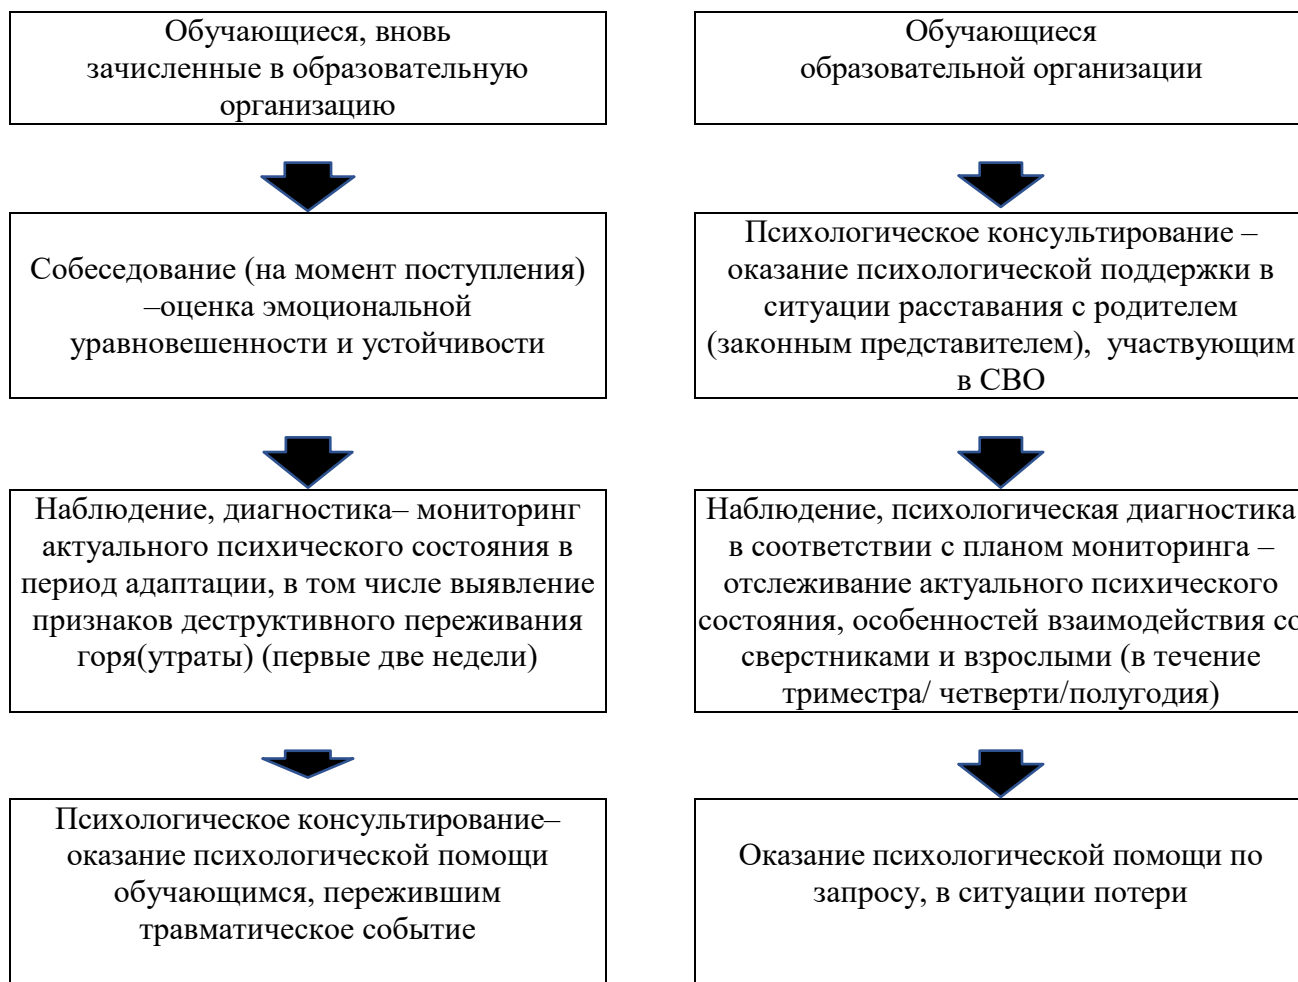 Обучающиеся, вновь
зачисленные в образовательную
организацию
Собеседование (на момент поступления)
–оценка эмоциональной
уравновешенности и устойчивости
Наблюдение, диагностика– мониторинг
актуального психического состояния в
период адаптации, в том числе выявление
признаков деструктивного переживания
горя(утраты) (первые две недели)
Психологическое консультирование–
оказание психологической помощи
обучающимся, пережившим
травматическое событие
Обучающиеся
образовательной организации
Психологическое консультирование –
оказание психологической поддержки в
ситуации расставания с родителем
(законным представителем), участвующим
в СВО
Наблюдение, психологическая диагностика
в соответствии с планом мониторинга –
отслеживание актуального психического
состояния, особенностей взаимодействия со
сверстниками и взрослыми (в течение
триместра/ четверти/полугодия)
Оказание психологической помощи по
запросу, в ситуации потери